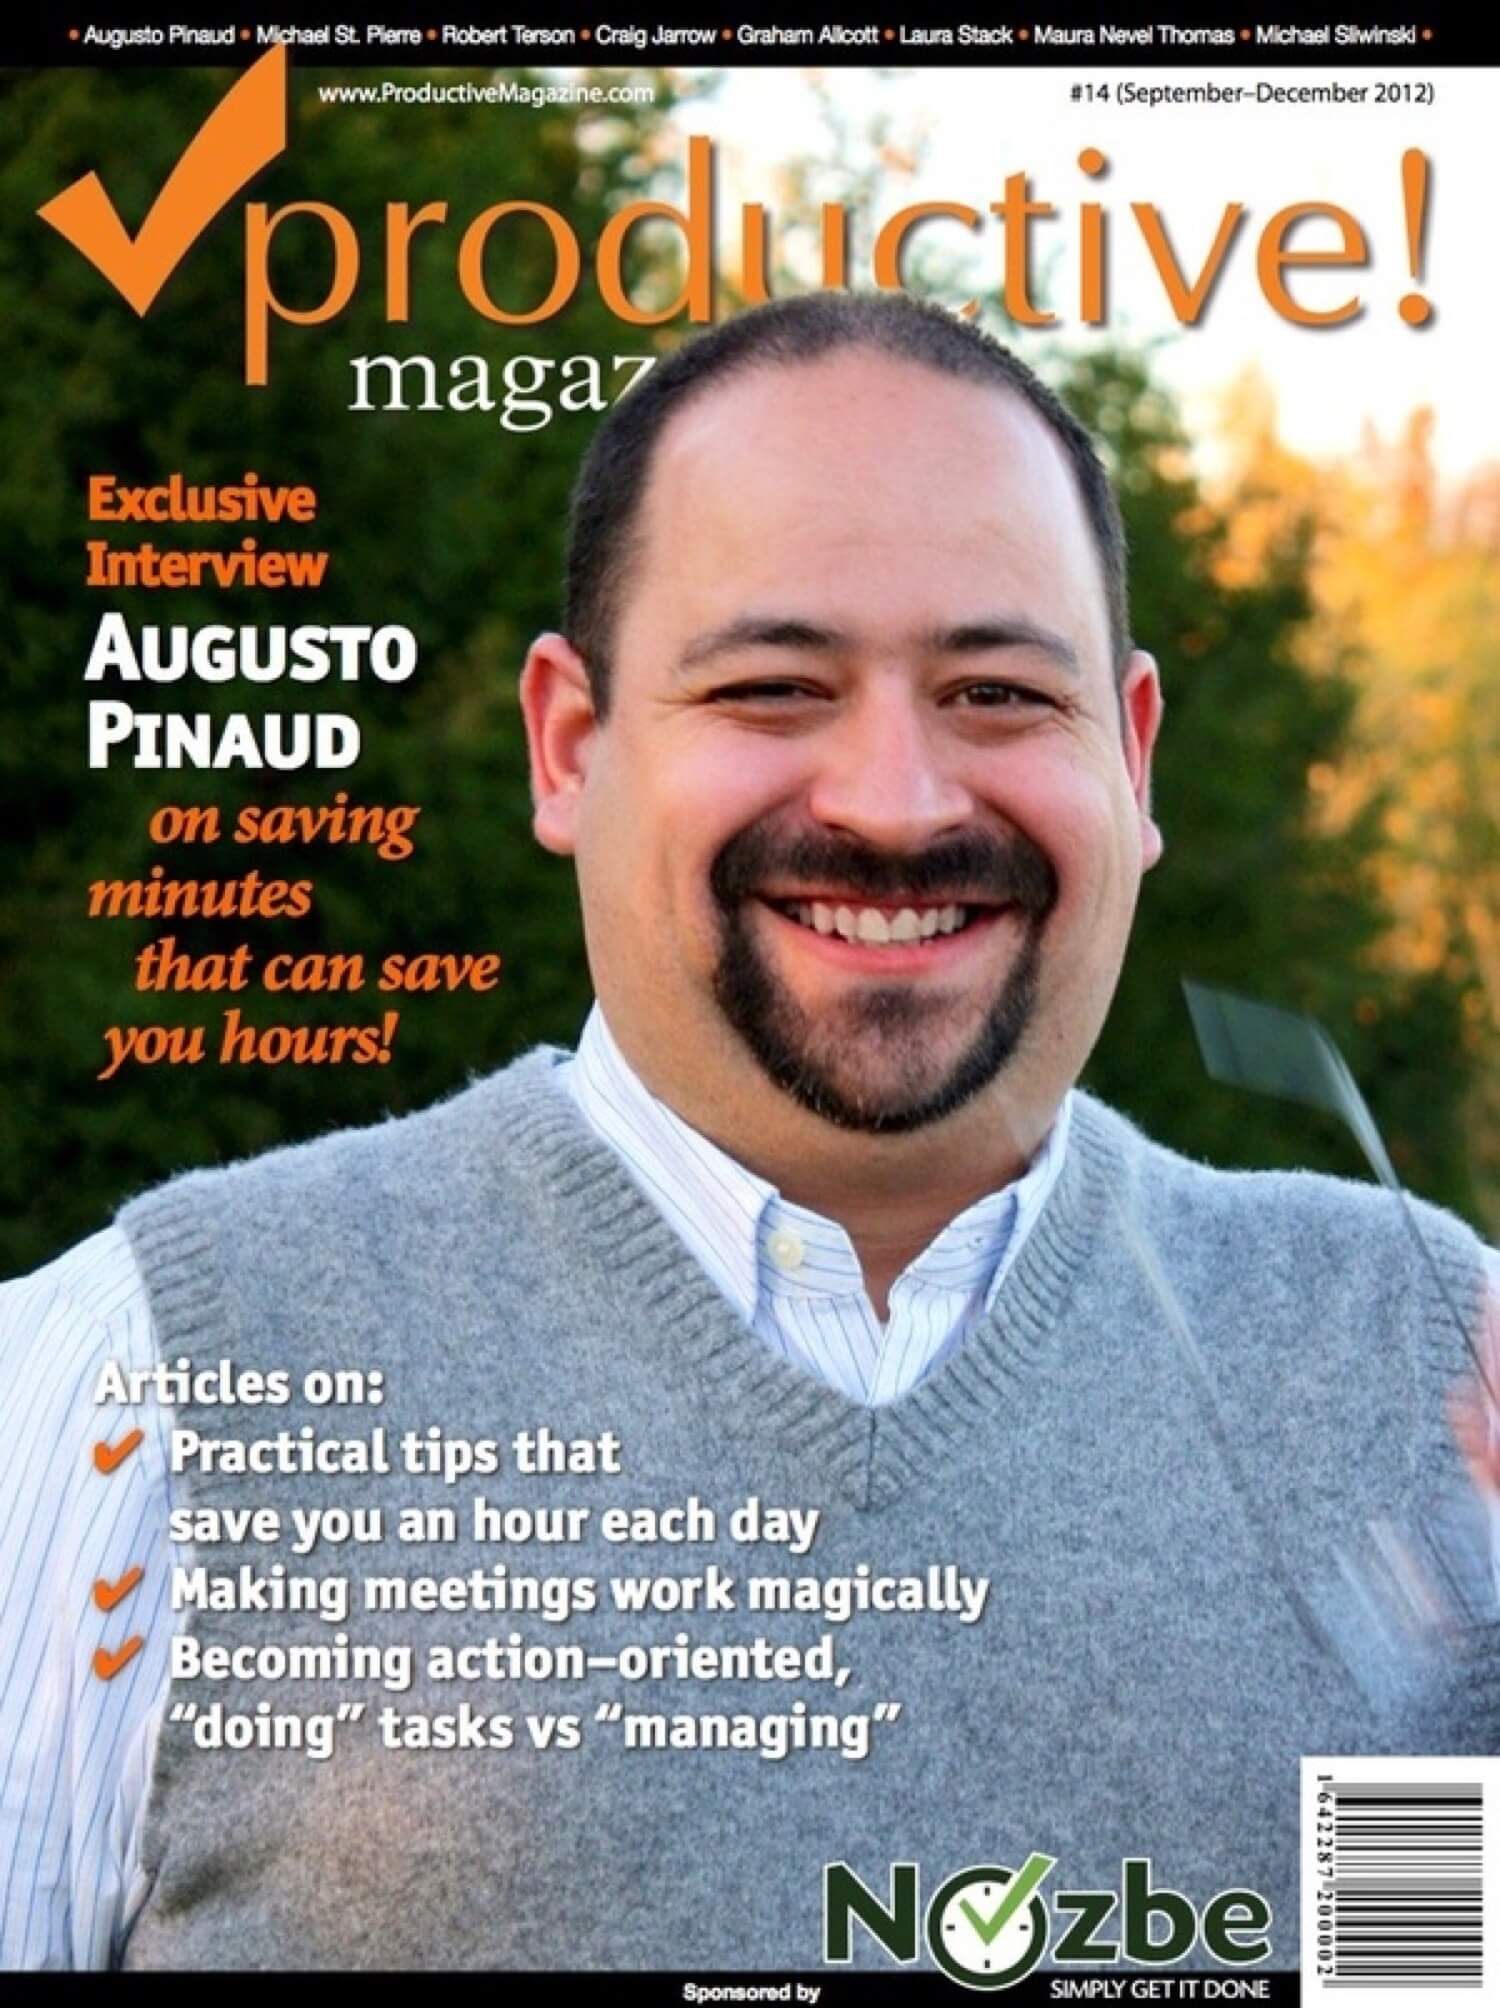 • Augusto Pinaud • Michael St. Pierre • Robert Terson • Craig Jarrow • Graham Allcott • Laura Stack • Maura Nevel Thomas • Michael Sliwinski •
www.ProductiveMagazine.com
#14 (September–December 2012)
productive!
magaz
Exclusive
Interview
AUGUSTO
PINAUD
on saving
minutes
that can save
you hours!
Articles on:
✔ Practical tips that
save you an hour each day
✔ Making meetings work magically
✔ Becoming action–oriented,
“doing” tasks vs “managing”
Nozbe
SIMPLY GET IT DONE
Sponsored by
1642287200002